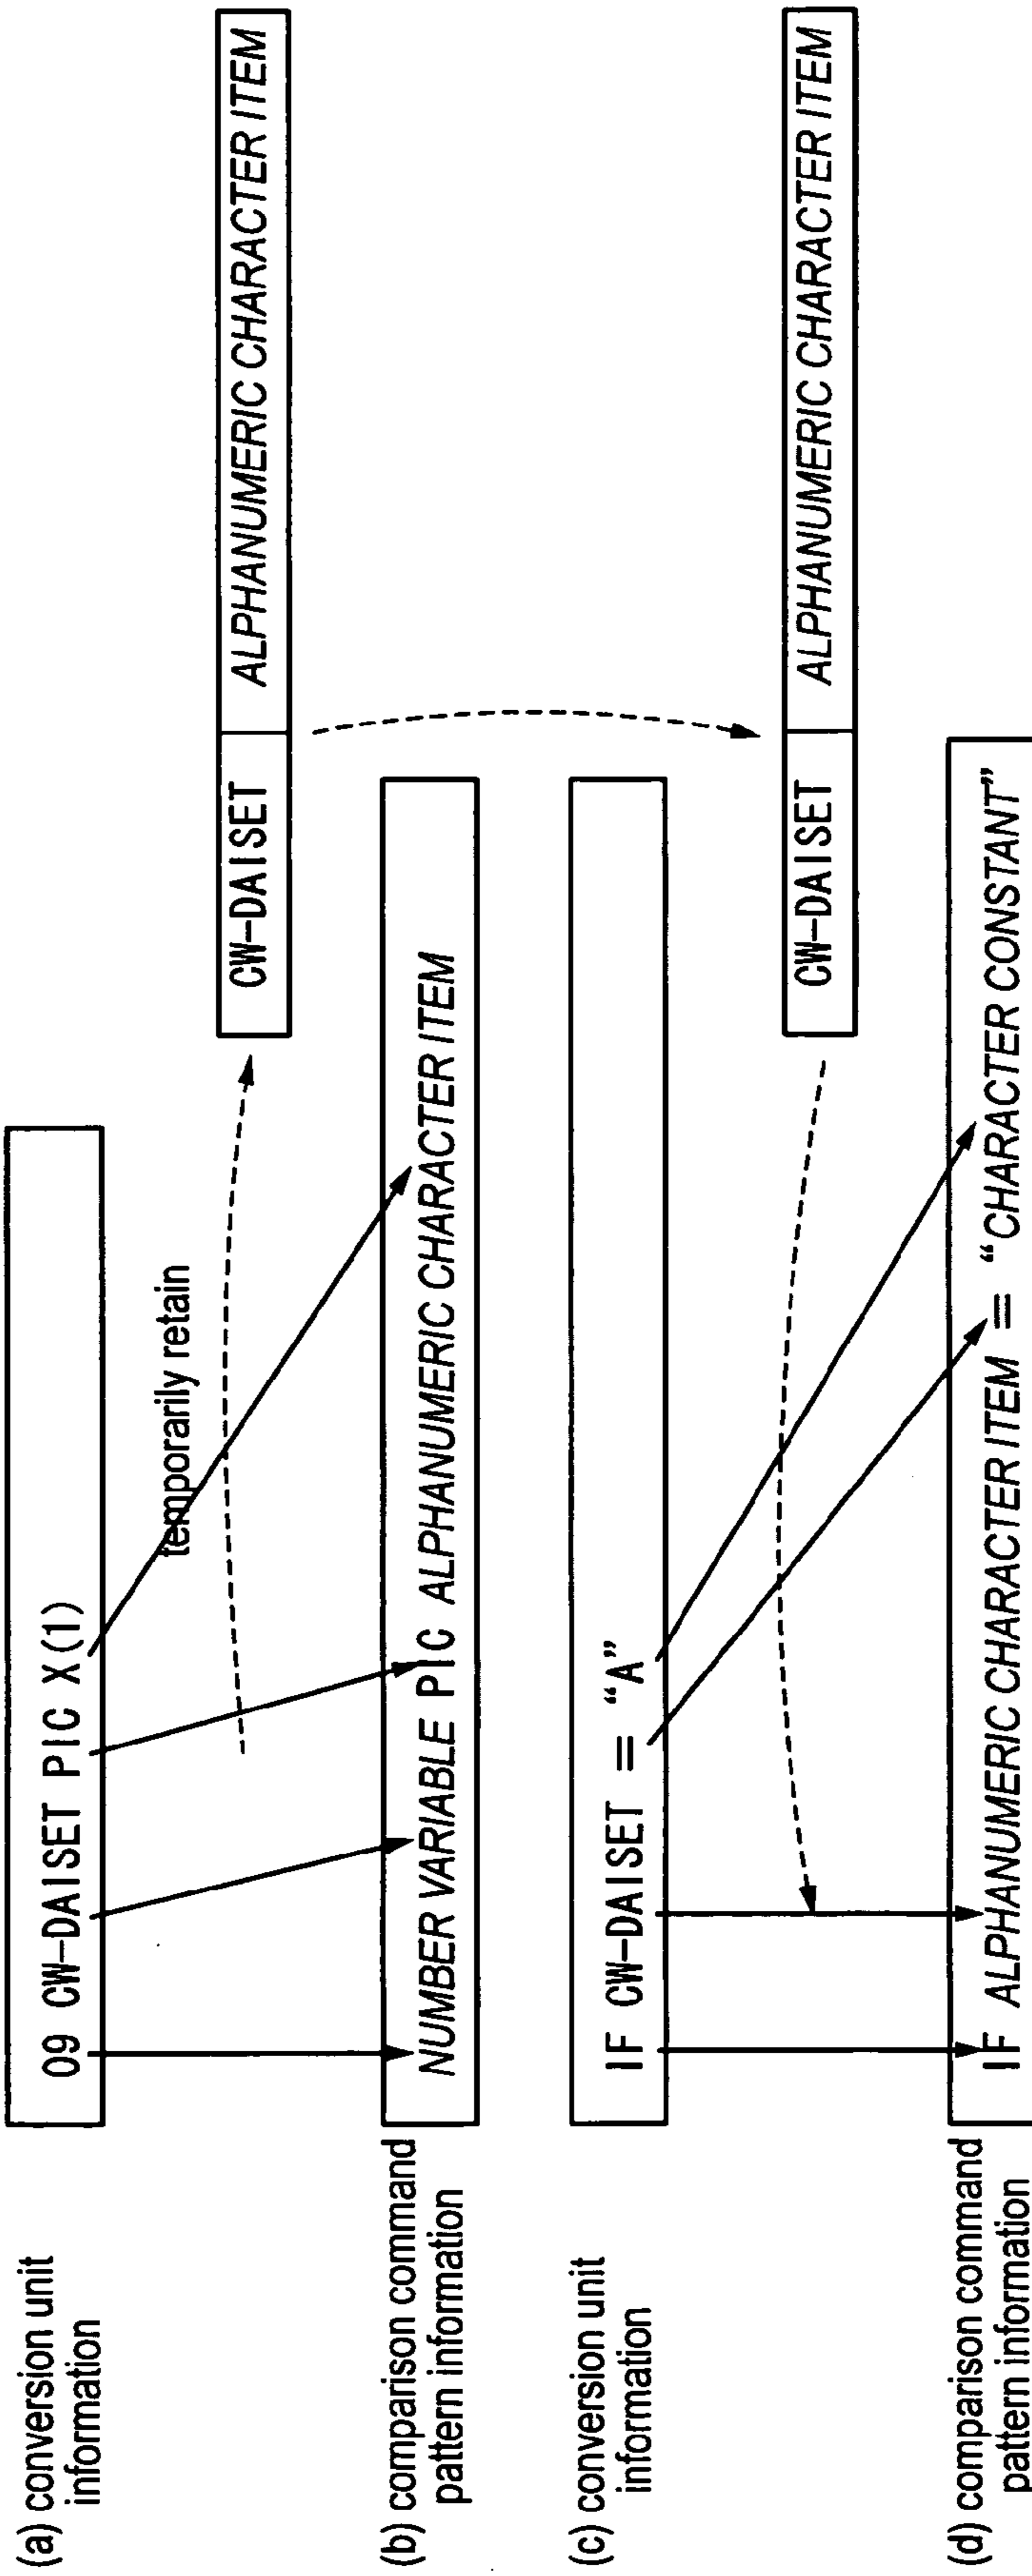 (a) conversion unit
information
09 CW-DAISET PIC X(1)
temporarily retain
CW-DAISET ALPHANUMERIC CHARACTER ITEM
(b) comparison command
pattern information
NUMBER VARIABLE PIC ALPHANUMERIC CHARACTER ITEM
(c) conversion unit
information
IF CW-DAISET = “A”
CW-DAISET ALPHANUMERIC CHARACTER ITEM
(d) comparison command
pattern information
IF ALPHANUMERIC CHARACTER ITEM = “CHARACTER CONSTANT”